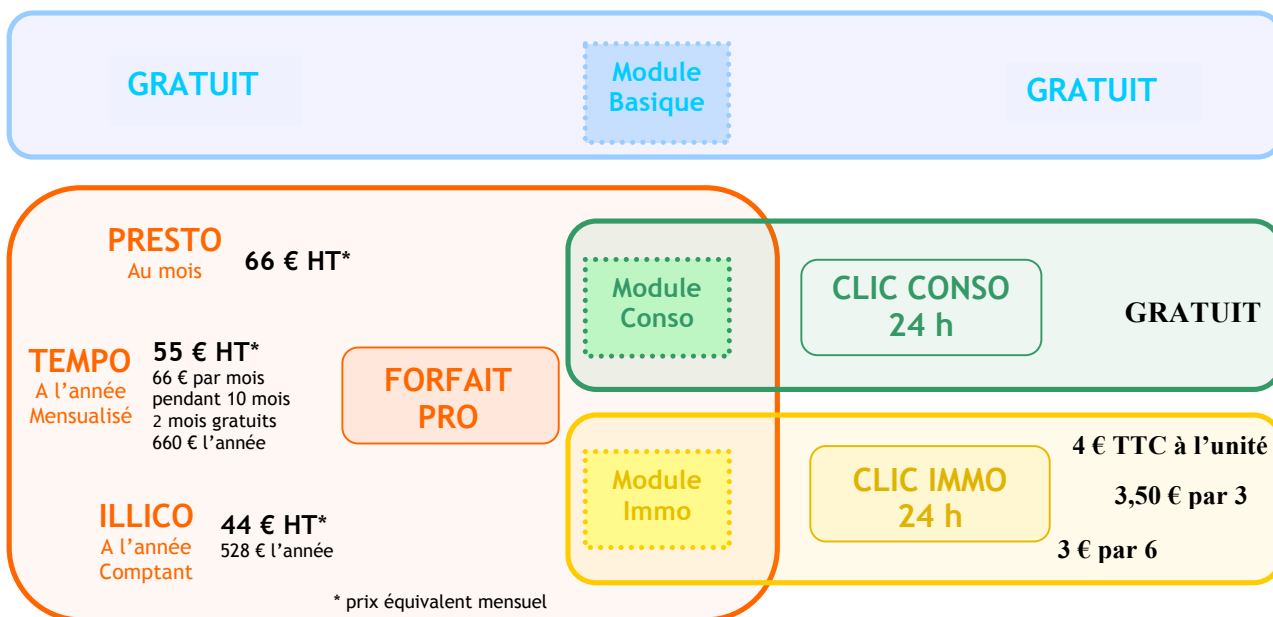 GRATUIT
Module
Basique
GRATUIT
PRESTO
Au mois
66 € HT*
TEMPO
A l’année
Mensualisé
55 € HT*
66 € par mois
pendant 10 mois
2 mois gratuits
660 € l’année
ILLICO
A l’année
Comptant
44 € HT*
528 € l’année
* prix équivalent mensuel
FORFAIT
PRO
Module
Conso
CLIC CONSO
24 h
GRATUIT
Module
Immo
CLIC IMMO
24 h
4 € TTC à l’unité
3,50 € par 3
3 € par 6